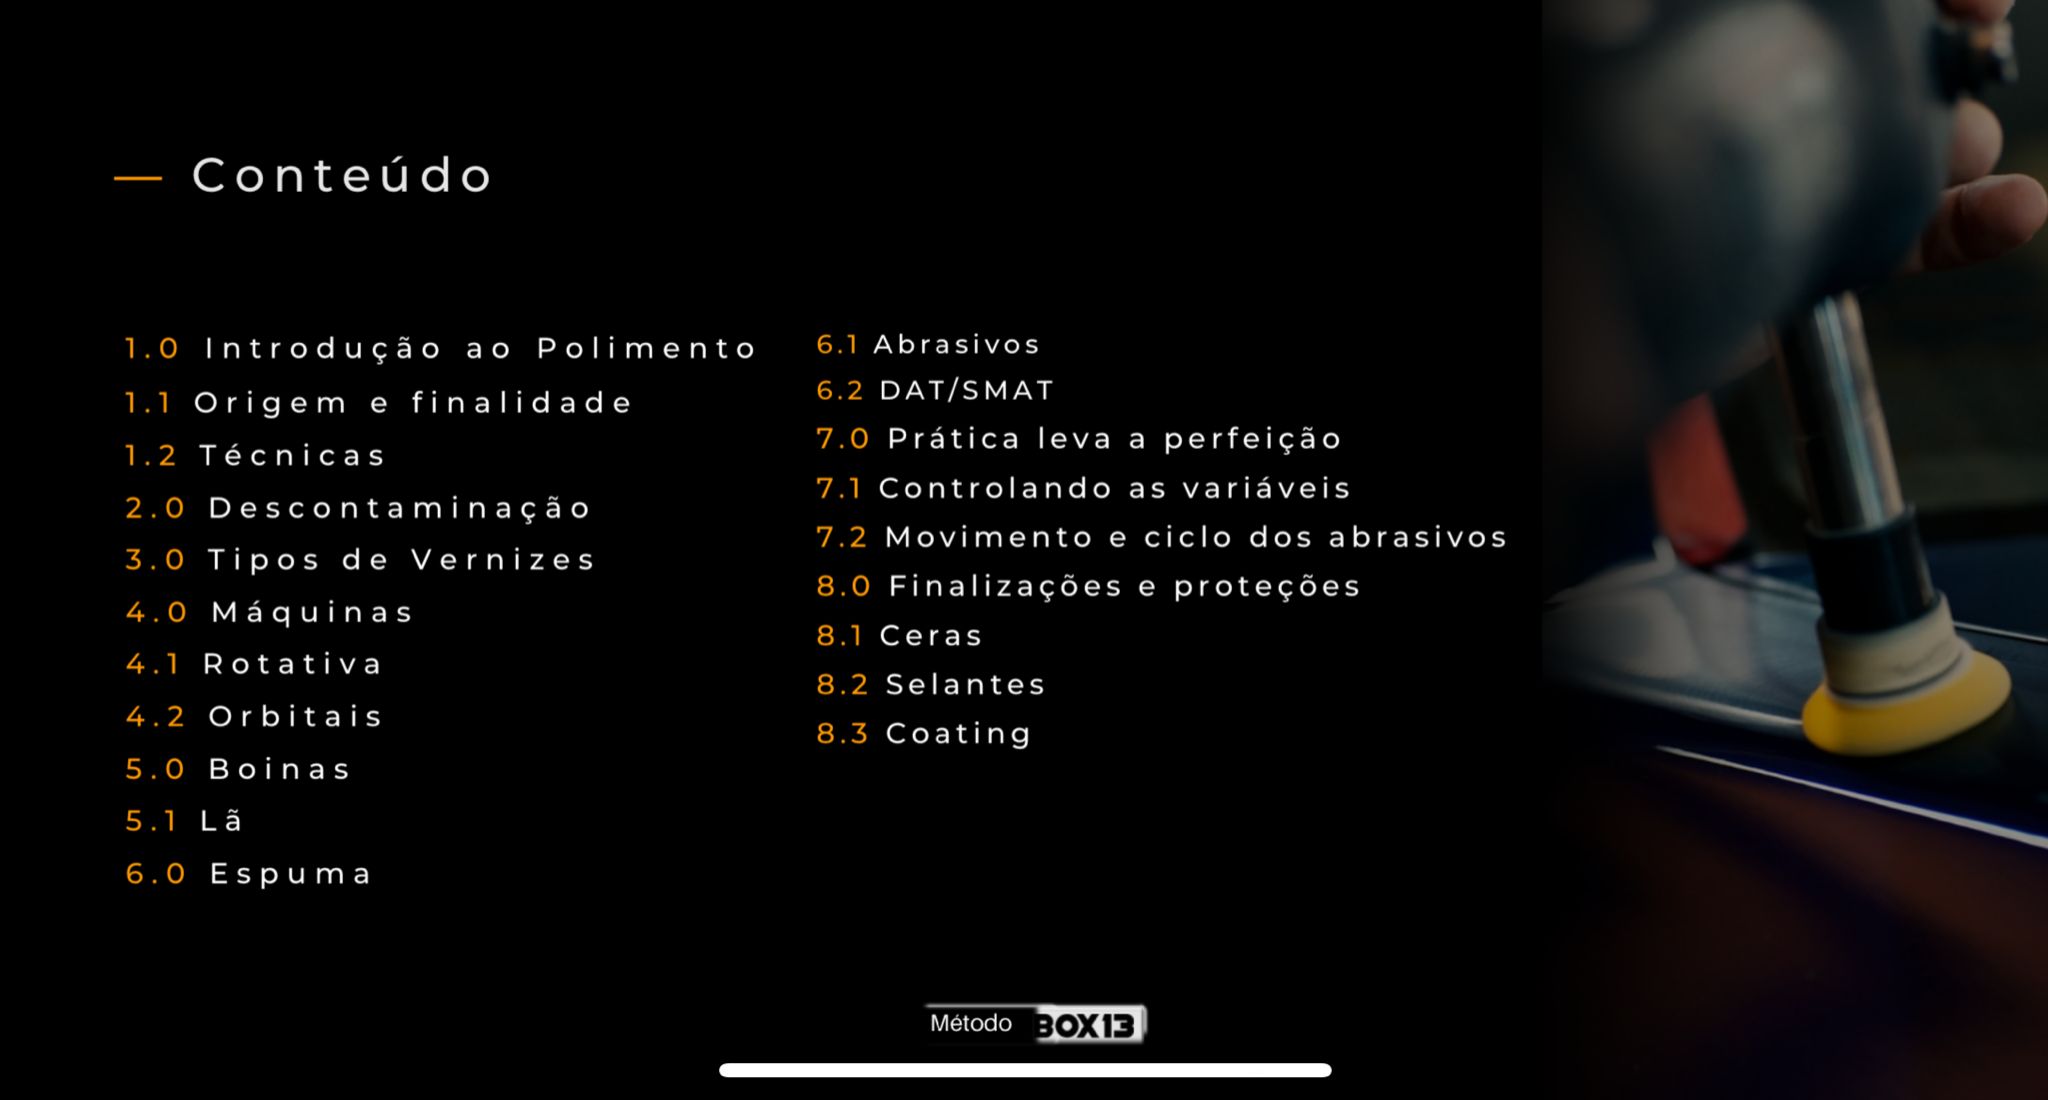 Conteúdo
1.0 Introdução ao Polimento
1.1 Origem e finalidade
1.2 Técnicas
2.0 Descontaminação
3.0 Tipos de Vernizes
4.0 Máquinas
4.1 Rotativa
4.2 Orbitais
5.0 Boinas
5.1 Lã
6.0 Espuma
6.1 Abrasivos
6.2 DAT/SMAT
7.0 Prática leva a perfeição
7.1 Controlando as variáveis
7.2 Movimento e ciclo dos abrasivos
8.0 Finalizações e proteções
8.1 Ceras
8.2 Selantes
8.3 Coating
Método BOX13